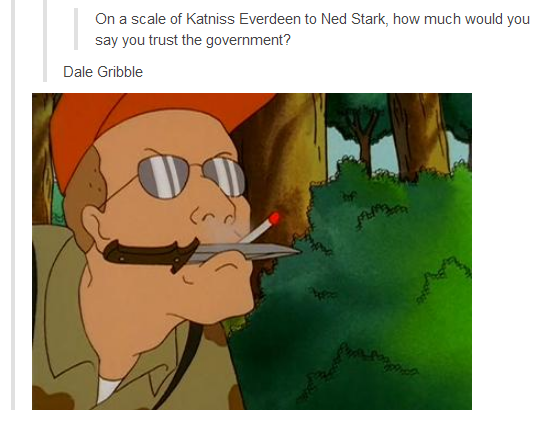 On a scale of Katniss Everdeen to Ned Stark, how much would you
say you trust the government?
Dale Gribble